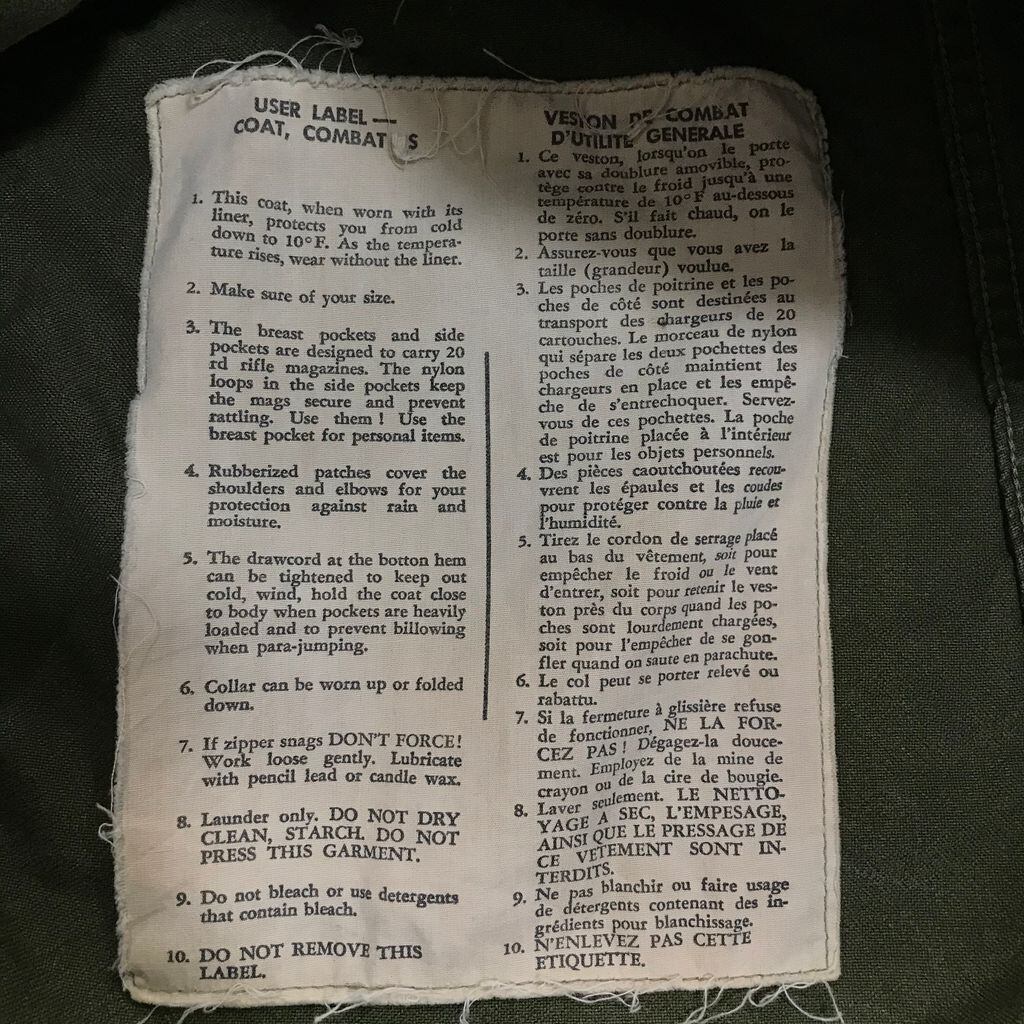 USER LABEL —
COAT, COMBAT S
1. This coat, when worn with its
liner, protects you from cold
down to 10°F. As the tempera-
ture rises, wear without the liner.
2. Make sure of your size.
3. The breast pockets and side
pockets are designed to carry 20
rd rifle magazines. The nylon
loops in the side pockets keep
the mags secure and prevent
rattling. Use them! Use the
breast pocket for personal items.
4. Rubberized patches cover the
shoulders and elbows for your
protection against rain and
moisture.
5. The drawcord at the botton hem
can be tightened to keep out
cold, wind, hold the coat close
to body when pockets are heavily
loaded and to prevent billowing
when para-jumping.
6. Collar can be worn up or folded
down.
7. If zipper snags DON'T FORCE!
Work loose gently. Lubricate
with pencil lead or candle wax.
8. Launder only. DO NOT DRY
CLEAN, STARCH. DO NOT
PRESS THIS GARMENT.
9. Do not bleach or use detergents
that contain bleach.
10. DO NOT REMOVE THIS
LABEL.
VESTON DE COMBAT
D'UTILITE GENERALE
1. Ce veston, lorsqu'on le porte
avec sa doublure amovible, pro-
tège contre le froid jusqu'à une
température de 10°F au-dessous
de zéro. S'il fait chaud, on le
porte sans doublure.
2. Assurez-vous que vous avez la
taille (grandeur) voulue.
3. Les poches de poitrine et les po-
ches de côté sont destinées au
transport des chargeurs de 20
cartouches. Le morceau de nylon
qui sépare les deux pochettes des
poches de côté maintient les
chargeurs en place et les empê-
che de s'entrechoquer. Servez-
vous de ces pochettes. La poche
de poitrine placée à l'intérieur
est pour les objets personnels.
4. Des pièces caoutchoutées recou-
vrent les épaules et les coudes
pour protéger contre la pluie et
l'humidité.
5. Tirez le cordon de serrage placé
au bas du vêtement, soit pour
empêcher le froid ou le vent
d'entrer, soit pour retenir le ves-
ton près du corps quand les po-
ches sont lourdement chargées,
soit pour l'empêcher de se gon-
fler quand on saute en parachute.
6. Le col peut se porter relevé ou
rabattu.
7. Si la fermeture à glissière refuse
de fonctionner, NE LA FOR-
CEZ PAS! Dégagez-la douce-
ment. Employez de la mine de
crayon ou de la cire de bougie.
8. Laver seulement. LE NETTO-
YAGE A SEC, L'EMPESAGE,
AINSI QUE LE PRESSAGE DE
CE VETEMENT SONT IN-
TERDITS.
9. Ne pas blanchir ou faire usage
de détergents contenant des in-
grédients pour blanchissage.
10. N'ENLEVEZ PAS CETTE
ETIQUETTE.